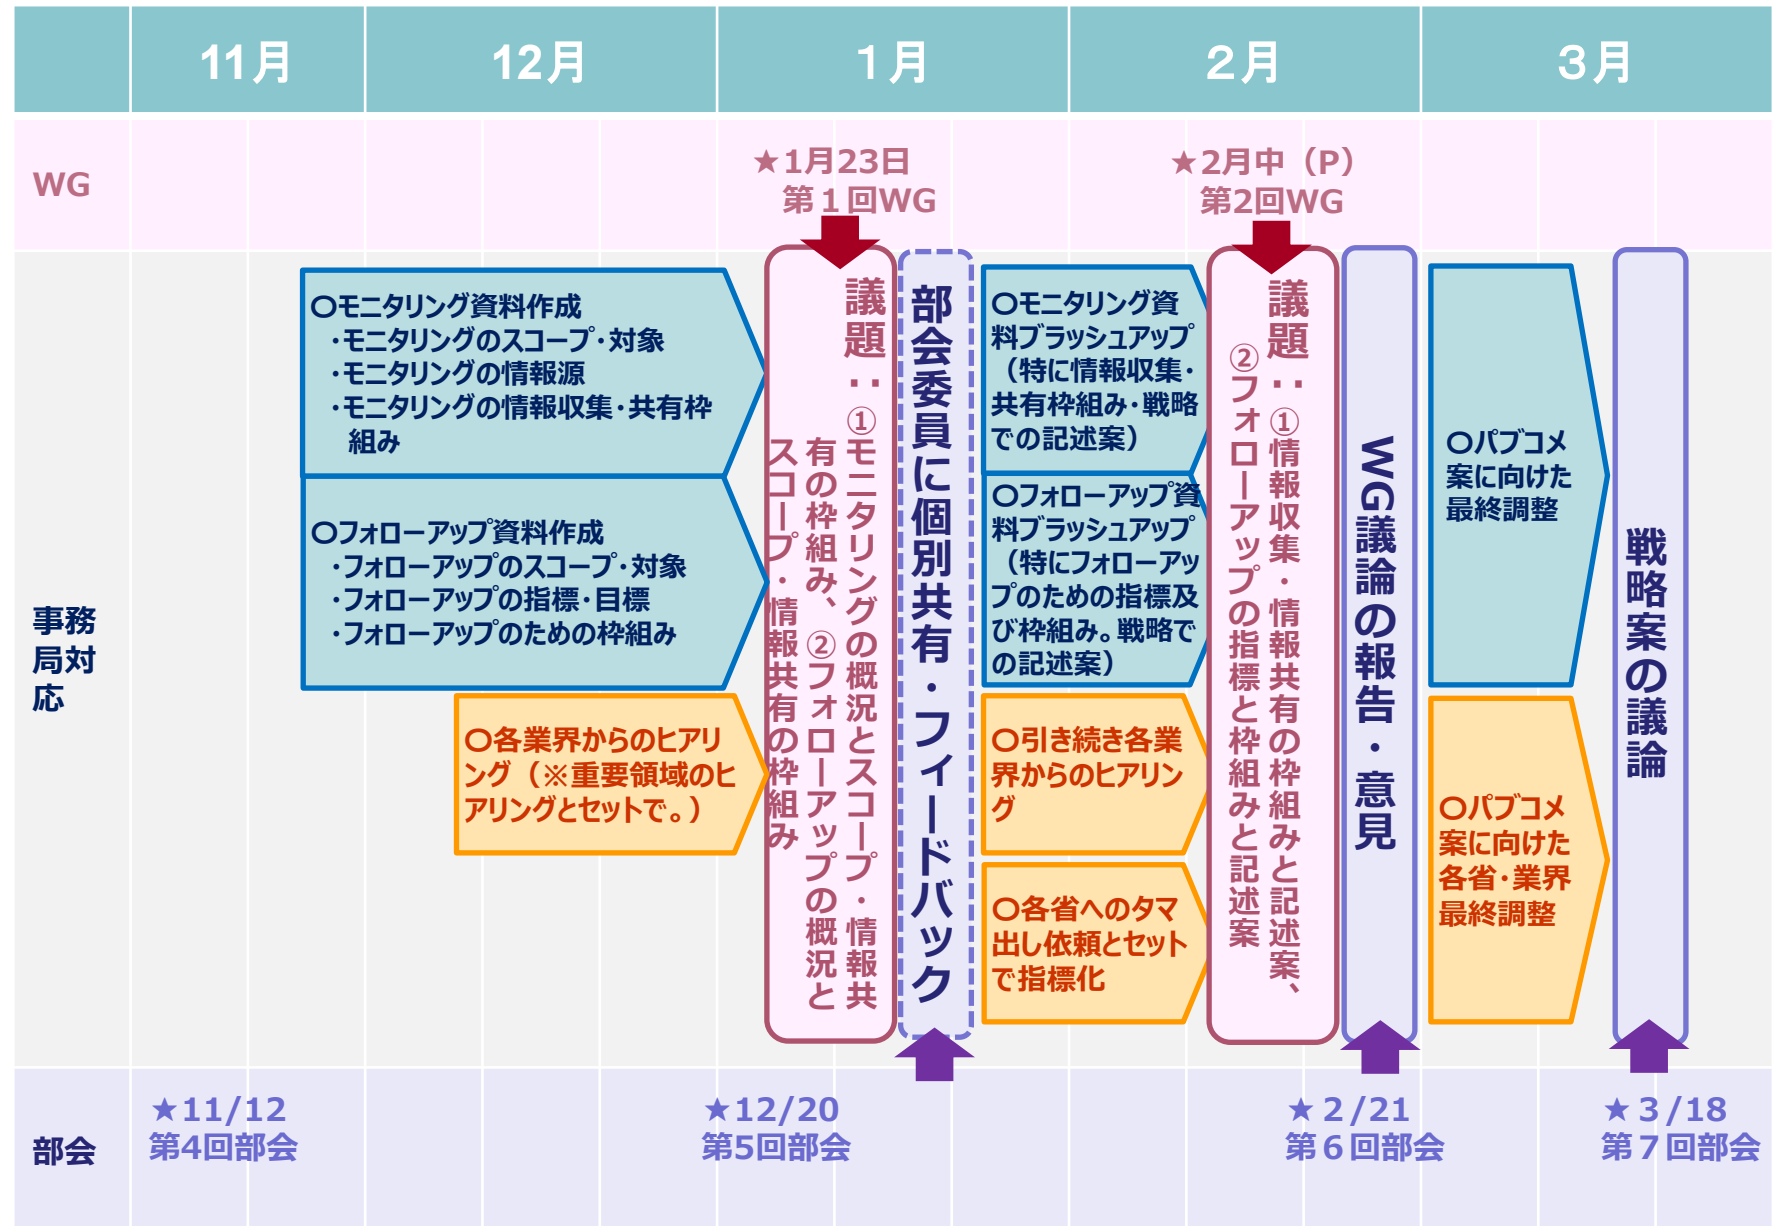 11月
12月
１月
２月
３月
WG
★1月23日
第１回WG
★2月中（P）
第2回WG
事務
局対
応
〇モニタリング資料作成
・モニタリングのスコープ・対象
・モニタリングの情報源
・モニタリングの情報収集・共有枠
組み
〇フォローアップ資料作成
・フォローアップのスコープ・対象
・フォローアップの指標・目標
・フォローアップのための枠組み
〇各業界からのヒアリ
ング（※重要領域のヒ
アリングとセットで。）
議題：①モニタリングの概況とスコープ・情報共
有の枠組み、②フォローアップの概況と
スコープ・情報共有の枠組み
部会委員に個別共有・フィードバック
〇モニタリング資
料ブラッシュアップ
（特に情報収集・
共有枠組み・戦略
での記述案）
〇フォローアップ資
料ブラッシュアップ
（特にフォローアッ
プのための指標及
び枠組み。戦略で
の記述案）
〇引き続き各業
界からのヒアリン
グ
〇各省へのタマ
出し依頼とセット
で指標化
議題：①情報収集・情報共有の枠組みと記述案、
②フォローアップの指標と枠組みと記述案
WG議論の報告・意見
〇パブコメ
案に向けた
最終調整
〇パブコメ
案に向けた
各省・業界
最終調整
戦略案の議論
部会
★11/12
第4回部会
★12/20
第5回部会
★２/21
第６回部会
★３/18
第７回部会